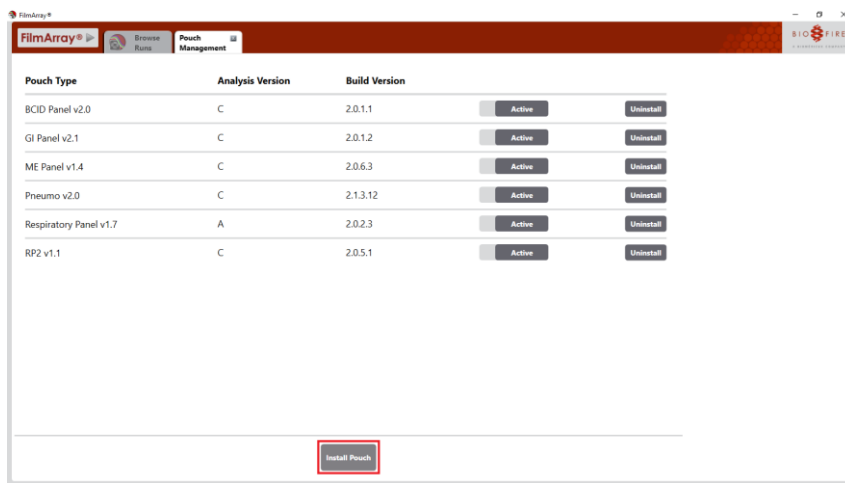 FilmArray®
FilmArray®
Browse
Runs
Pouch
Management
BIO FIRE
Pouch Type Analysis Version Build Version
BCID Panel v2.0 C 2.0.1.1 Active Uninstall
GI Panel v2.1 C 2.0.1.2 Active Uninstall
ME Panel v1.4 C 2.0.6.3 Active Uninstall
Pneumo v2.0 C 2.1.3.12 Active Uninstall
Respiratory Panel v1.7 A 2.0.2.3 Active Uninstall
RP2 v1.1 C 2.0.5.1 Active Uninstall
Install Pouch